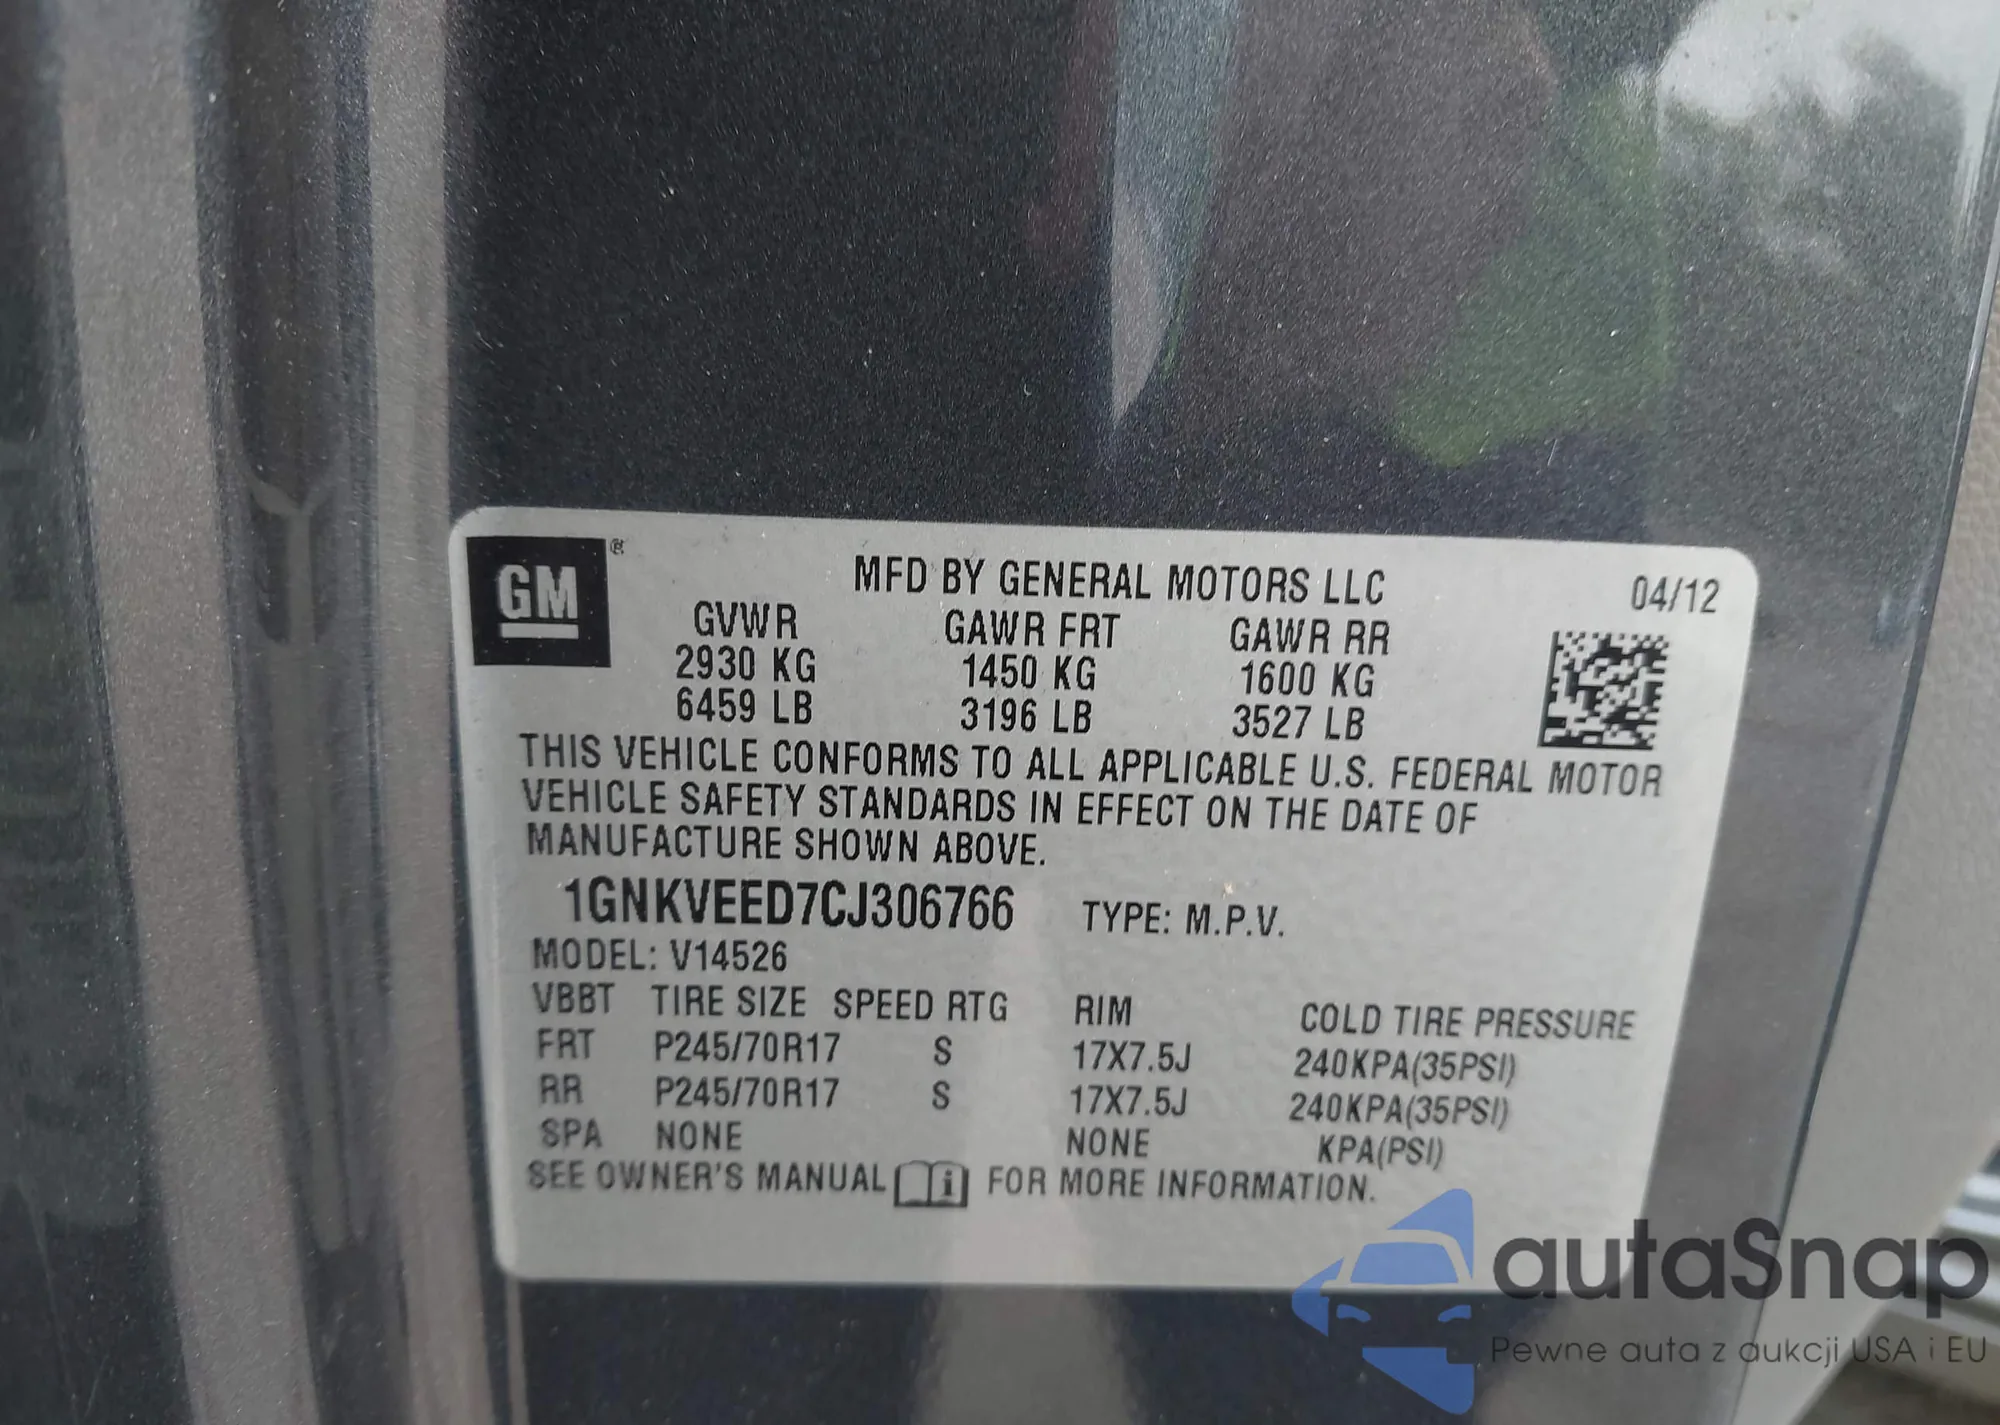 GM ®
MFD BY GENERAL MOTORS LLC 04/12
GVWR GAWR FRT GAWR RR
2930 KG 1450 KG 1600 KG
6459 LB 3196 LB 3527 LB
THIS VEHICLE CONFORMS TO ALL APPLICABLE U.S. FEDERAL MOTOR
VEHICLE SAFETY STANDARDS IN EFFECT ON THE DATE OF
MANUFACTURE SHOWN ABOVE.
1GNKVEED7CJ306766 TYPE: M.P.V.
MODEL: V14526
VBBT TIRE SIZE SPEED RTG RIM COLD TIRE PRESSURE
FRT P245/70R17 S 17X7.5J 240KPA(35PSI)
RR P245/70R17 S 17X7.5J 240KPA(35PSI)
SPA NONE NONE KPA(PSI)
SEE OWNER'S MANUAL i FOR MORE INFORMATION.
autaSnap
Pewne auta z aukcji USA i EU